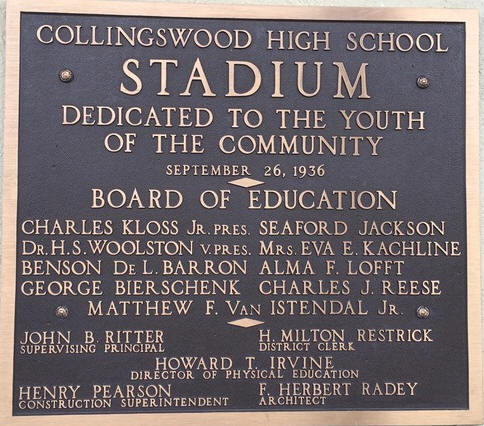 COLLINGSWOOD HIGH SCHOOL
STADIUM
DEDICATED TO THE YOUTH
OF THE COMMUNITY
SEPTEMBER 26, 1936
BOARD OF EDUCATION
CHARLES KLOSS JR. PRES. SEAFORD JACKSON
DR. H. S. WOOLSTON V. PRES. MRS. EVA E. KACHLINE
BENSON DE L. BARRON ALMA F. LOFFT
GEORGE BIERSCHENK CHARLES J. REESE
MATTHEW F. VAN ISTENDAL JR.
JOHN B. RITTER H. MILTON RESTRICK
SUPERVISING PRINCIPAL DISTRICT CLERK
HOWARD T. IRVINE
DIRECTOR OF PHYSICAL EDUCATION
HENRY PEARSON F. HERBERT RADEY
CONSTRUCTION SUPERINTENDENT ARCHITECT